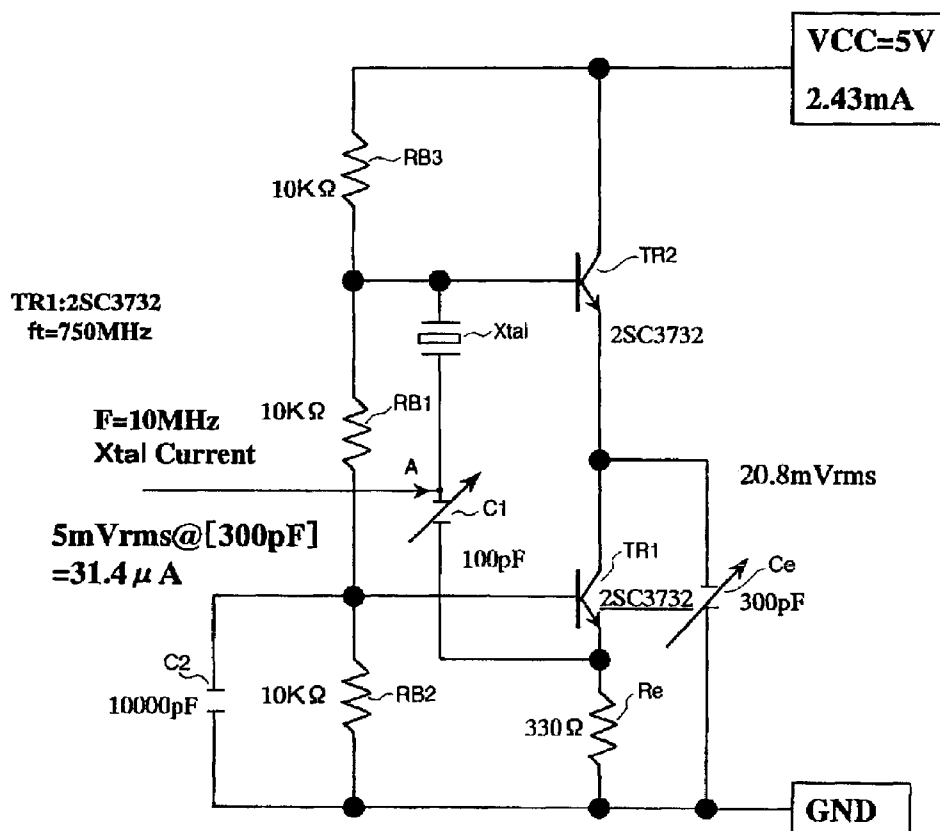 VCC=5V
2.43mA
RB3
10KΩ
TR2
TR1:2SC3732
ft=750MHz
Xtal
2SC3732
F=10MHz
Xtal Current
10KΩ
RB1
A
20.8mVrms
C1
5mVrms@[300pF]
=31.4μA
100pF
TR1
Ce
2SC3732
300pF
C2
10000pF
10KΩ
RB2
Re
330Ω
GND